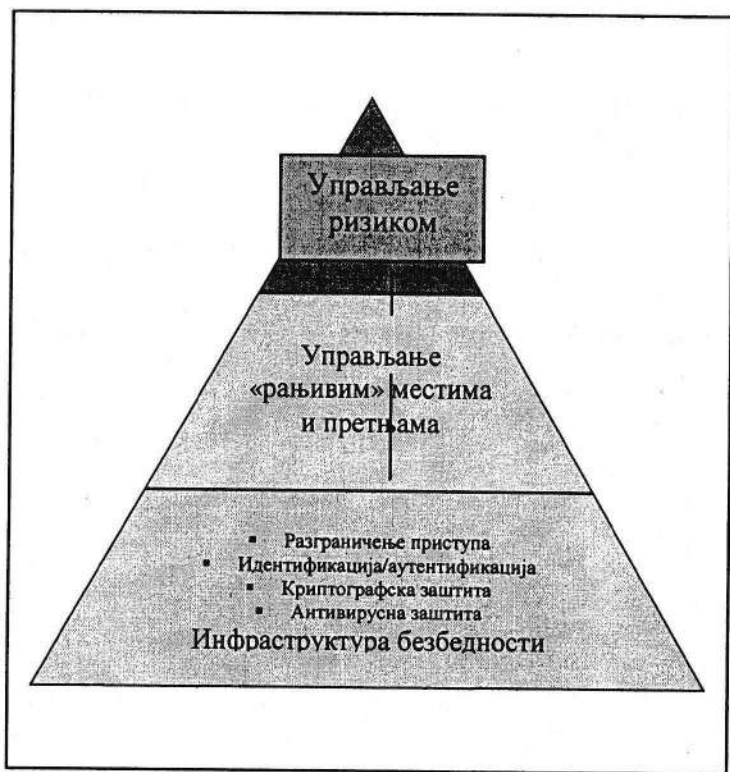 Управљање
ризиком
Управљање
«рањивим» местима
и претњама
▪ Разграничење приступа
▪ Идентификација/аутентификација
▪ Криптографска заштита
▪ Антивирусна заштита
Инфраструктура безбедности